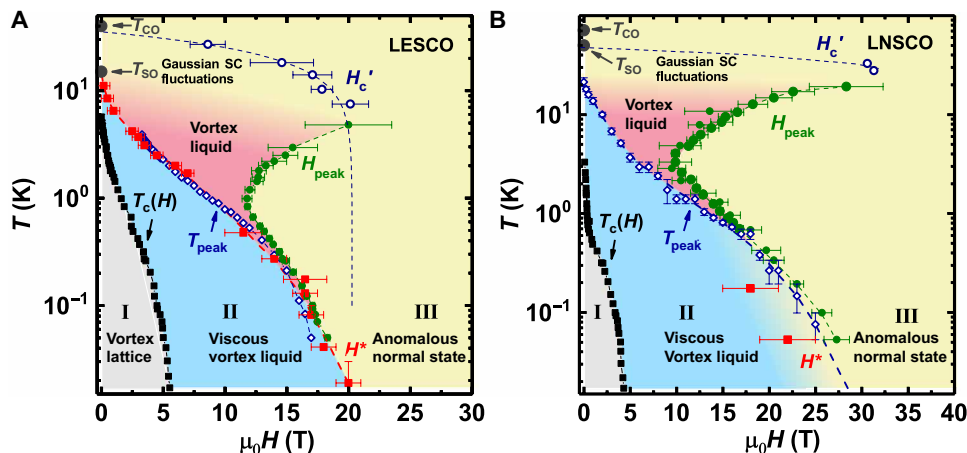 A
LESCO
T_CO
T_SO
Gaussian SC
fluctuations
H_c'
Vortex
liquid
H_peak
T_c(H)
T_peak
I
II
III
Vortex
lattice
Viscous
vortex liquid
Anomalous
normal state
H*
T (K)
10^1
10^0
10^-1
0 5 10 15 20 25 30
μ₀H (T)
B
LNSCO
T_CO
T_SO
Gaussian SC
fluctuations
H_c'
Vortex
liquid
H_peak
T_c(H)
T_peak
I
II
III
Vortex
lattice
Viscous
Vortex liquid
Anomalous
normal state
H*
T (K)
10^1
10^0
10^-1
0 5 10 15 20 25 30 35 40
μ₀H (T)